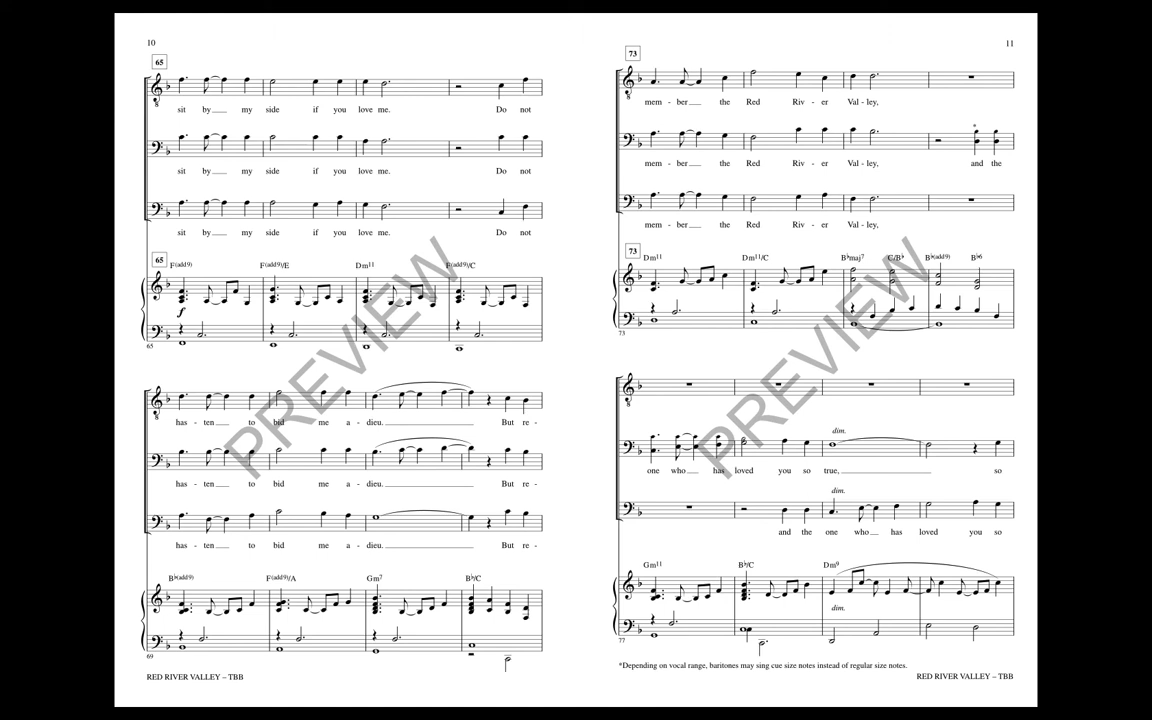 10
65
sit by my side if you love me. Do not
sit by my side if you love me. Do not
sit by my side if you love me. Do not
65
F(add9) F(add9)/E Dm11 F(add9)/C
f
65
has - ten to bid me a - dieu. But re -
has - ten to bid me a - dieu. But re -
has - ten to bid me a - dieu. But re -
B♭(add9) F(add9)/A Gm7 B♭/C
69
RED RIVER VALLEY – TBB
PREVIEW
11
73
mem - ber the Red Riv - er Val - ley,
*
mem - ber the Red Riv - er Val - ley, and the
mem - ber the Red Riv - er Val - ley,
73
Dm11 Dm11/C B♭maj7 C/B♭ B♭(add9) B♭6
73
dim.
one who has loved you so true, so
dim.
and the one who has loved you so
Gm11 B♭/C Dm9
dim.
77
*Depending on vocal range, baritones may sing cue size notes instead of regular size notes.
RED RIVER VALLEY – TBB
PREVIEW